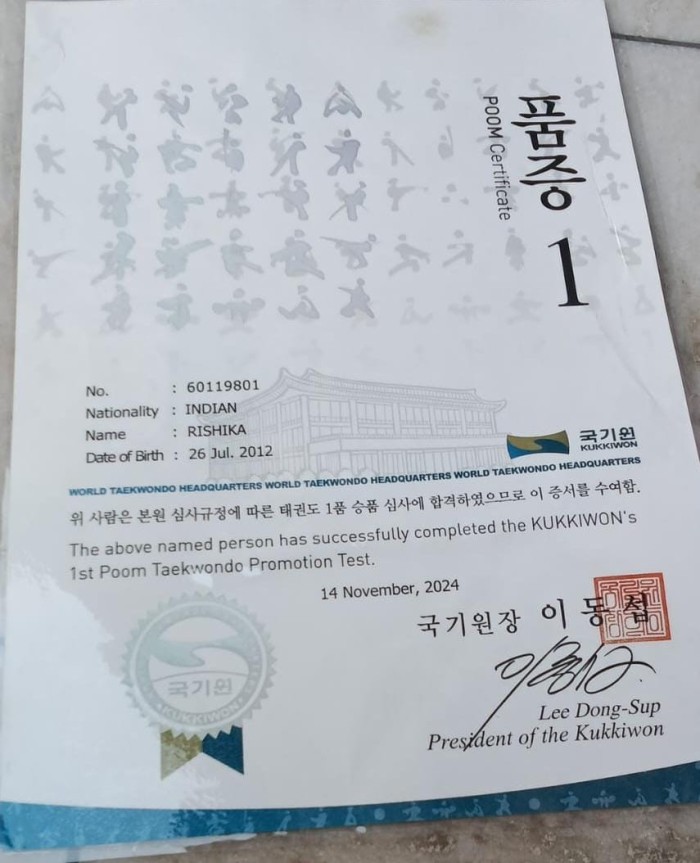 품증
POOM Certificate
1
No. : 60119801
Nationality : INDIAN
Name : RISHIKA
Date of Birth : 26 Jul. 2012
국기원
KUKKIWON
WORLD TAEKWONDO HEADQUARTERS WORLD TAEKWONDO HEADQUARTERS WORLD TAEKWONDO HEADQUARTERS
위 사람은 본원 심사규정에 따른 태권도 1품 승품 심사에 합격하였으므로 이 증서를 수여함.
The above named person has successfully completed the KUKKIWON's
1st Poom Taekwondo Promotion Test.
14 November, 2024
국기원장 이동섭
Lee Dong-Sup
President of the Kukkiwon
국기원
KUKKIWON